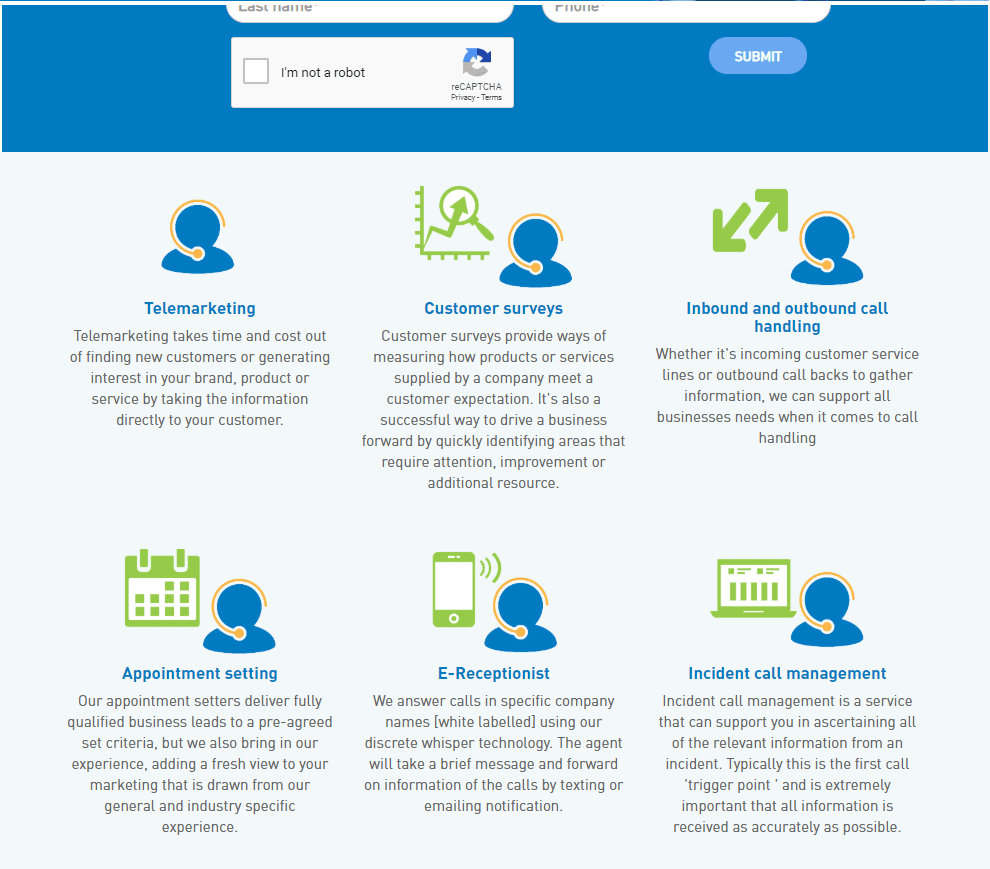 Last name*
Phone*
I'm not a robot
reCAPTCHA
Privacy - Terms
SUBMIT
Telemarketing
Telemarketing takes time and cost out
of finding new customers or generating
interest in your brand, product or
service by taking the information
directly to your customer.
Customer surveys
Customer surveys provide ways of
measuring how products or services
supplied by a company meet a
customer expectation. It's also a
successful way to drive a business
forward by quickly identifying areas that
require attention, improvement or
additional resource.
Inbound and outbound call
handling
Whether it's incoming customer service
lines or outbound call backs to gather
information, we can support all
businesses needs when it comes to call
handling
Appointment setting
Our appointment setters deliver fully
qualified business leads to a pre-agreed
set criteria, but we also bring in our
experience, adding a fresh view to your
marketing that is drawn from our
general and industry specific
experience.
E-Receptionist
We answer calls in specific company
names [white labelled] using our
discrete whisper technology. The agent
will take a brief message and forward
on information of the calls by texting or
emailing notification.
Incident call management
Incident call management is a service
that can support you in ascertaining all
of the relevant information from an
incident. Typically this is the first call
'trigger point ' and is extremely
important that all information is
received as accurately as possible.